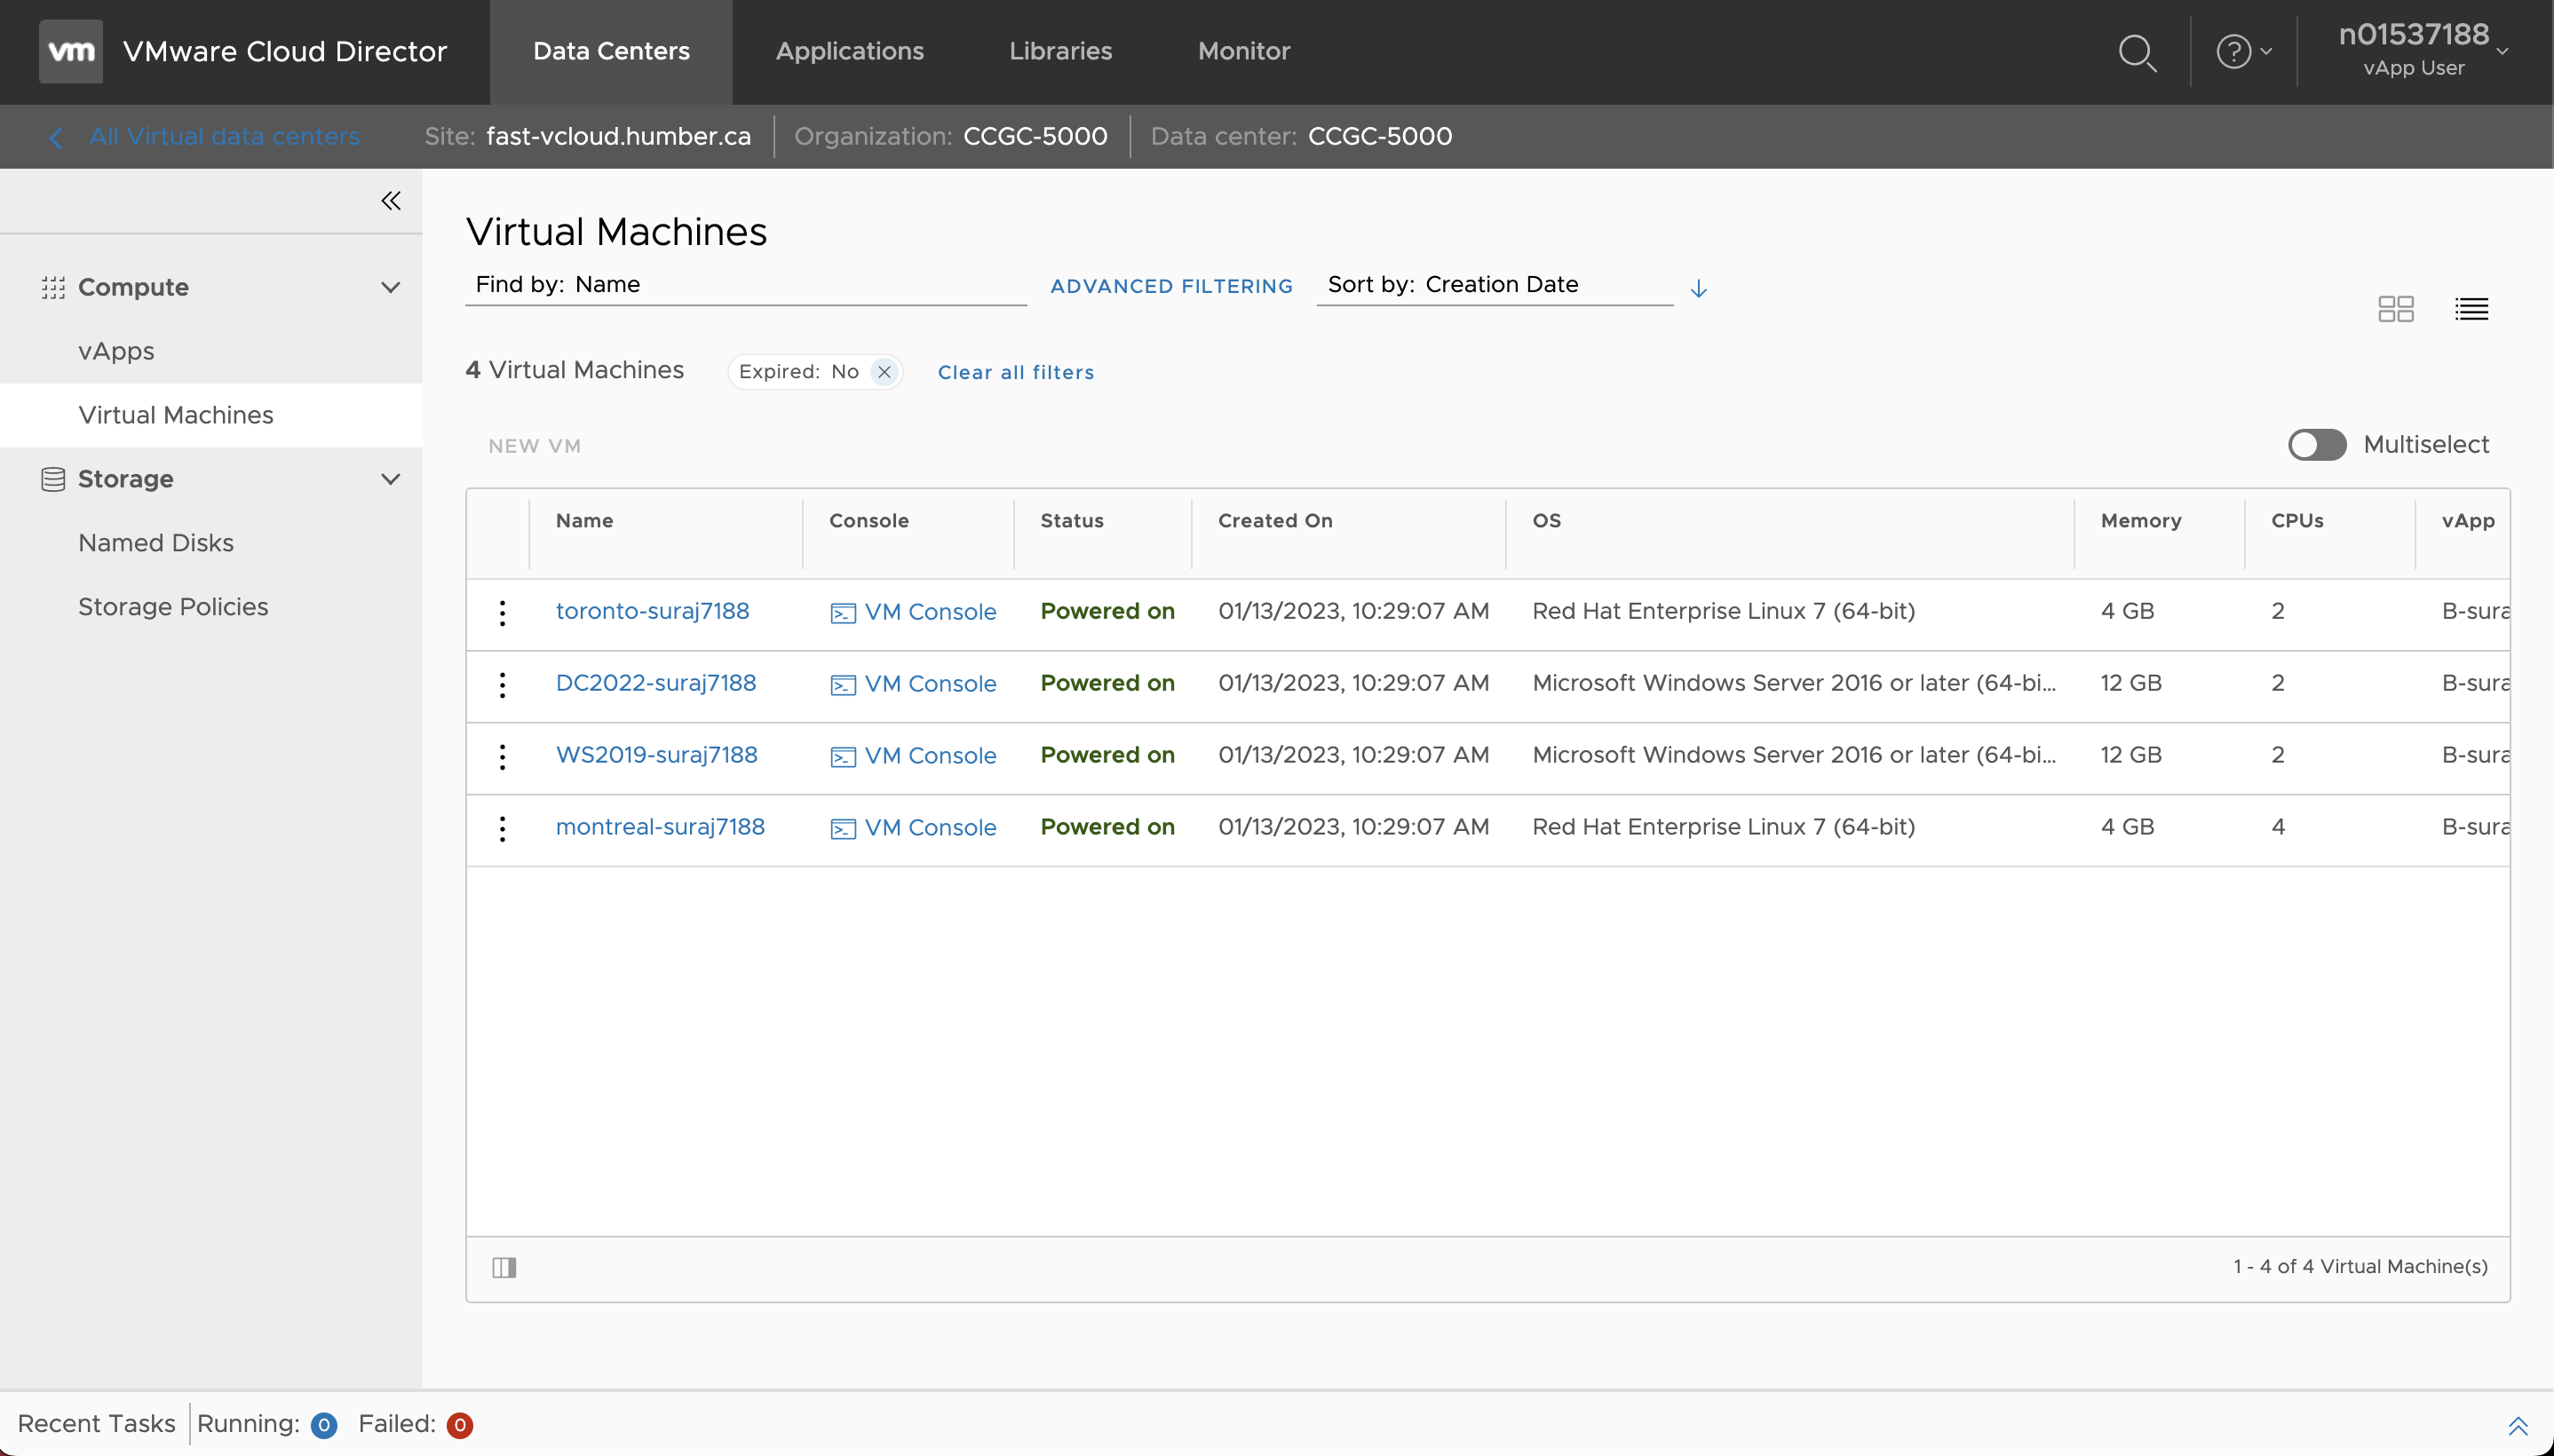 vm VMware Cloud Director Data Centers Applications Libraries Monitor n01537188
vApp User
All Virtual data centers Site: fast-vcloud.humber.ca Organization: CCGC-5000 Data center: CCGC-5000
Compute
vApps
Virtual Machines
Storage
Named Disks
Storage Policies
Virtual Machines
Find by: Name ADVANCED FILTERING Sort by: Creation Date
4 Virtual Machines Expired: No Clear all filters
NEW VM Multiselect
Name Console Status Created On OS Memory CPUs vApp
toronto-suraj7188 VM Console Powered on 01/13/2023, 10:29:07 AM Red Hat Enterprise Linux 7 (64-bit) 4 GB 2 B-sura
DC2022-suraj7188 VM Console Powered on 01/13/2023, 10:29:07 AM Microsoft Windows Server 2016 or later (64-bi... 12 GB 2 B-sura
WS2019-suraj7188 VM Console Powered on 01/13/2023, 10:29:07 AM Microsoft Windows Server 2016 or later (64-bi... 12 GB 2 B-sura
montreal-suraj7188 VM Console Powered on 01/13/2023, 10:29:07 AM Red Hat Enterprise Linux 7 (64-bit) 4 GB 4 B-sura
1 - 4 of 4 Virtual Machine(s)
Recent Tasks Running: 0 Failed: 0